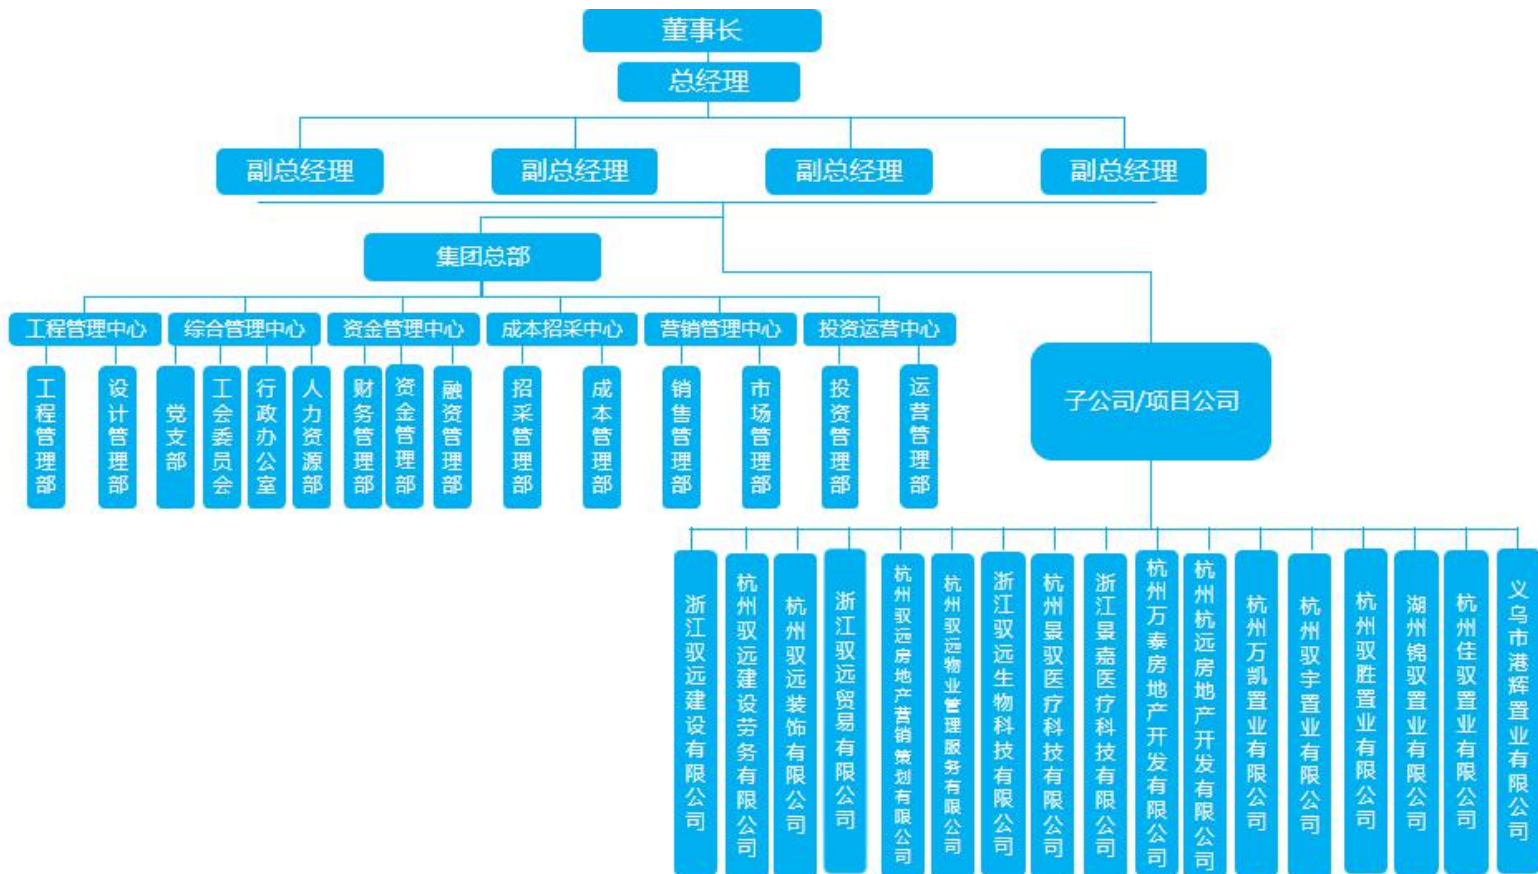 董事长
总经理
副总经理
副总经理
副总经理
副总经理
集团总部
工程管理中心
综合管理中心
资金管理中心
成本招采中心
营销管理中心
投资运营中心
子公司/项目公司
工程管理部
设计管理部
党支部
工会委员会
行政办公室
人力资源部
财务管理部
资金管理部
融资管理部
招采管理部
成本管理部
销售管理部
市场管理部
投资管理部
运营管理部
浙江驭远建设有限公司
杭州驭远建设劳务有限公司
杭州驭远装饰有限公司
浙江驭远贸易有限公司
杭州驭远房地产营销策划有限公司
杭州驭远物业管理服务有限公司
浙江驭远生物科技有限公司
杭州景驭医疗科技有限公司
浙江景嘉医疗科技有限公司
杭州万泰房地产开发有限公司
杭州杭远房地产开发有限公司
杭州万凯置业有限公司
杭州驭宇置业有限公司
杭州驭胜置业有限公司
湖州锦驭置业有限公司
杭州佳驭置业有限公司
义乌市港辉置业有限公司